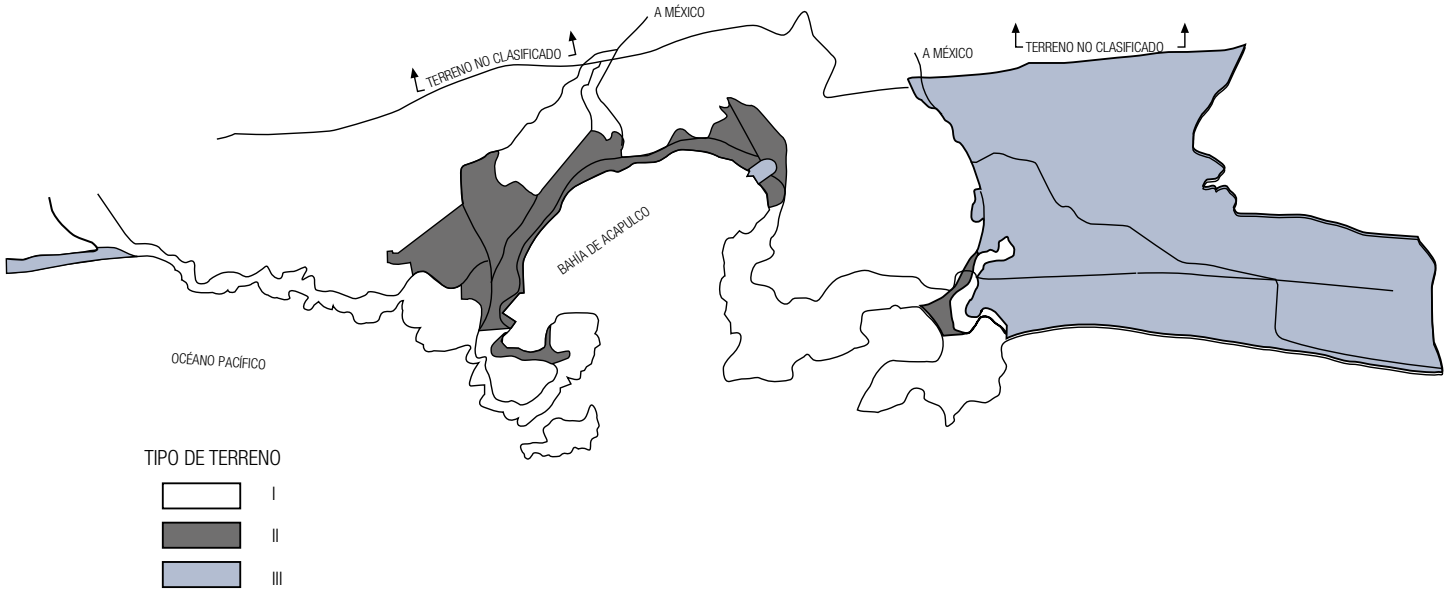 A MÉXICO
TERRENO NO CLASIFICADO
TERRENO NO CLASIFICADO
A MÉXICO
BAHÍA DE ACAPULCO
OCÉANO PACÍFICO
TIPO DE TERRENO
I
II
III